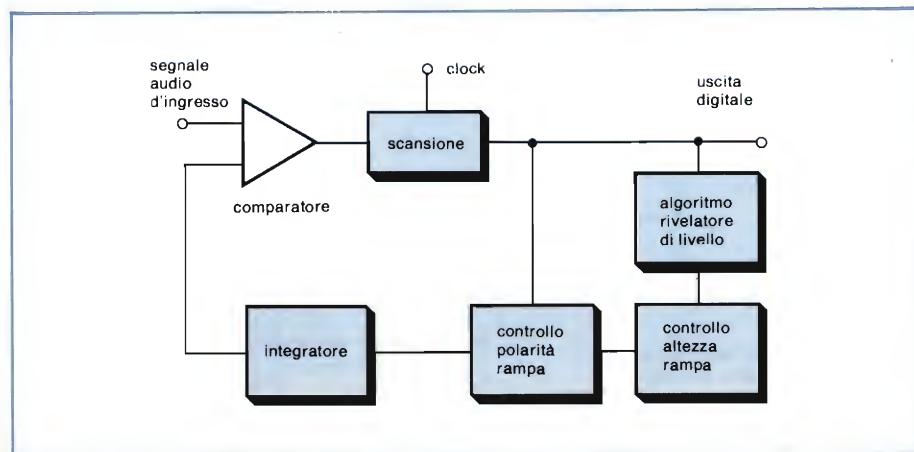 segnale
audio
d'ingresso
clock
uscita
digitale
scansione
comparatore
algoritmo
rivelatore
di livello
integratore
controllo
polarità
rampa
controllo
altezza
rampa